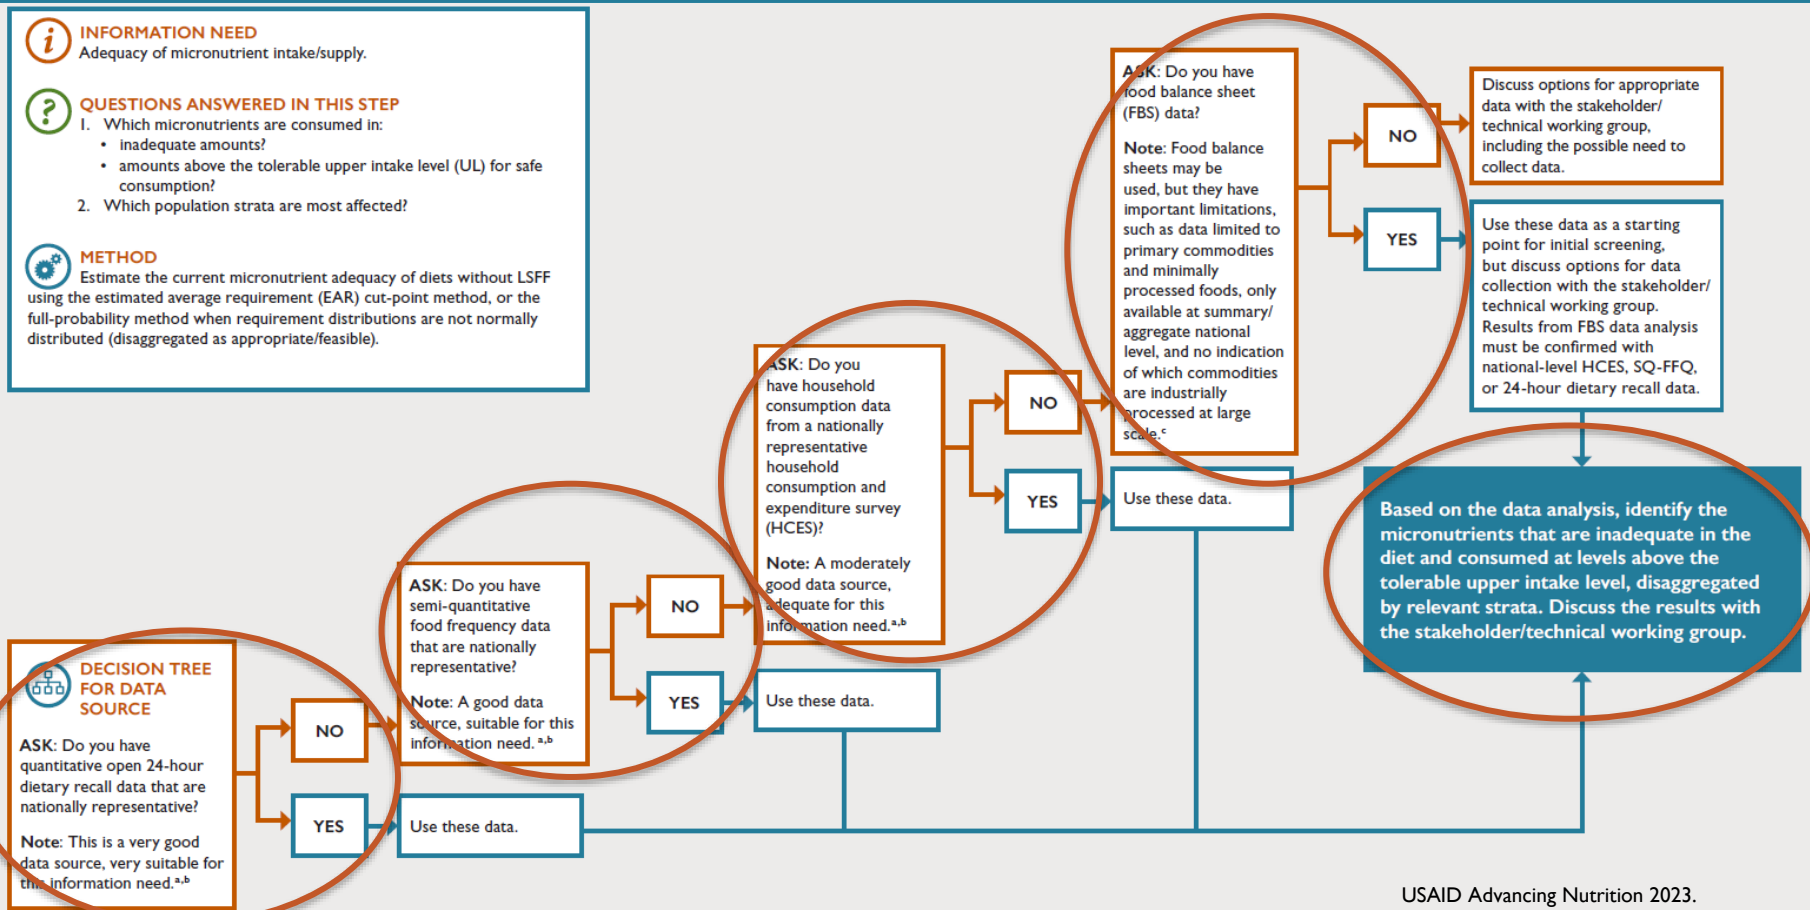 INFORMATION NEED
Adequacy of micronutrient intake/supply.
QUESTIONS ANSWERED IN THIS STEP
1. Which micronutrients are consumed in:
• inadequate amounts?
• amounts above the tolerable upper intake level (UL) for safe
consumption?
2. Which population strata are most affected?
METHOD
Estimate the current micronutrient adequacy of diets without LSFF
using the estimated average requirement (EAR) cut-point method, or the
full-probability method when requirement distributions are not normally
distributed (disaggregated as appropriate/feasible).
DECISION TREE
FOR DATA
SOURCE
ASK: Do you have
quantitative open 24-hour
dietary recall data that are
nationally representative?
Note: This is a very good
data source, very suitable for
this information need.a,b
NO
YES
Use these data.
ASK: Do you have
semi-quantitative
food frequency data
that are nationally
representative?
Note: A good data
source, suitable for this
information need. a,b
NO
YES
Use these data.
ASK: Do you
have household
consumption data
from a nationally
representative
household
consumption and
expenditure survey
(HCES)?
Note: A moderately
good data source,
adequate for this
information need.a,b
NO
YES
Use these data.
ASK: Do you have
food balance sheet
(FBS) data?
Note: Food balance
sheets may be
used, but they have
important limitations,
such as data limited to
primary commodities
and minimally
processed foods, only
available at summary/
aggregate national
level, and no indication
of which commodities
are industrially
processed at large
scale.c
NO
YES
Discuss options for appropriate
data with the stakeholder/
technical working group,
including the possible need to
collect data.
Use these data as a starting
point for initial screening,
but discuss options for data
collection with the stakeholder/
technical working group.
Results from FBS data analysis
must be confirmed with
national-level HCES, SQ-FFQ,
or 24-hour dietary recall data.
Based on the data analysis, identify the
micronutrients that are inadequate in the
diet and consumed at levels above the
tolerable upper intake level, disaggregated
by relevant strata. Discuss the results with
the stakeholder/technical working group.
USAID Advancing Nutrition 2023.